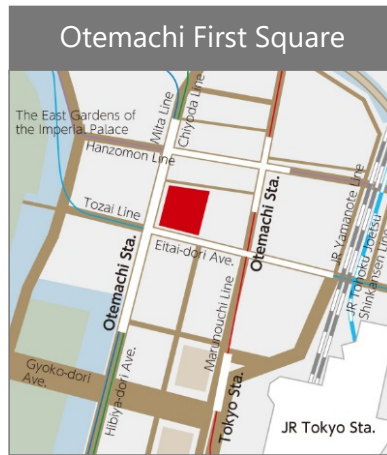 Otemachi First Square
Mita Line
Chiyoda Line
The East Gardens of
the Imperial Palace
Hanzomon Line
Tozai Line
Otemachi Sta.
Eitai-dori Ave.
Otemachi Sta.
JR Yamanote Line
JR Tohoku Joetsu
Shinkansen Line
Marunouchi Line
Gyoko-dori
Ave.
Hibiya-dori Ave.
Tokyo Sta.
JR Tokyo Sta.